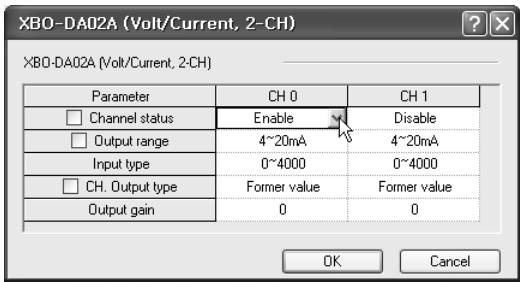 XBO-DA02A (Volt/Current, 2-CH)
XBO-DA02A (Volt/Current, 2-CH)
Parameter CH 0 CH 1
Channel status Enable Disable
Output range 4~20mA 4~20mA
Input type 0~4000 0~4000
CH. Output type Former value Former value
Output gain 0 0
OK Cancel